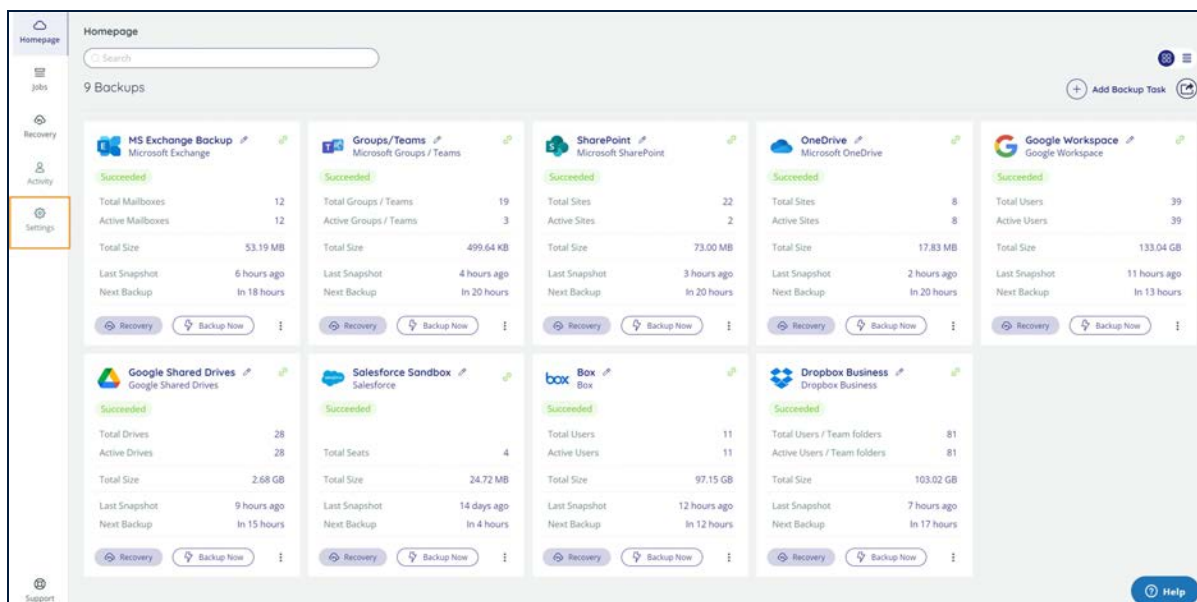 Homepage
Jobs
Recovery
Activity
Settings
Support
Homepage
Search
9 Backups
Add Backup Task
MS Exchange Backup
Microsoft Exchange
Succeeded
Total Mailboxes 12
Active Mailboxes 12
Total Size 53.19 MB
Last Snapshot 6 hours ago
Next Backup In 18 hours
Recovery Backup Now
Groups/Teams
Microsoft Groups / Teams
Succeeded
Total Groups / Teams 19
Active Groups / Teams 3
Total Size 499.64 KB
Last Snapshot 4 hours ago
Next Backup In 20 hours
Recovery Backup Now
SharePoint
Microsoft SharePoint
Succeeded
Total Sites 22
Active Sites 2
Total Size 73.00 MB
Last Snapshot 3 hours ago
Next Backup In 20 hours
Recovery Backup Now
OneDrive
Microsoft OneDrive
Succeeded
Total Sites 8
Active Sites 8
Total Size 17.83 MB
Last Snapshot 2 hours ago
Next Backup In 20 hours
Recovery Backup Now
Google Workspace
Google Workspace
Succeeded
Total Users 39
Active Users 39
Total Size 133.04 GB
Last Snapshot 11 hours ago
Next Backup In 13 hours
Recovery Backup Now
Google Shared Drives
Google Shared Drives
Succeeded
Total Drives 28
Active Drives 28
Total Size 2.68 GB
Last Snapshot 9 hours ago
Next Backup In 15 hours
Recovery Backup Now
Salesforce Sandbox
Salesforce
Succeeded
Total Seats 4
Total Size 24.72 MB
Last Snapshot 14 days ago
Next Backup In 4 hours
Recovery Backup Now
box Box
Box
Succeeded
Total Users 11
Active Users 11
Total Size 97.15 GB
Last Snapshot 12 hours ago
Next Backup In 12 hours
Recovery Backup Now
Dropbox Business
Dropbox Business
Succeeded
Total Users / Team folders 81
Active Users / Team folders 81
Total Size 103.02 GB
Last Snapshot 7 hours ago
Next Backup In 17 hours
Recovery Backup Now
Help